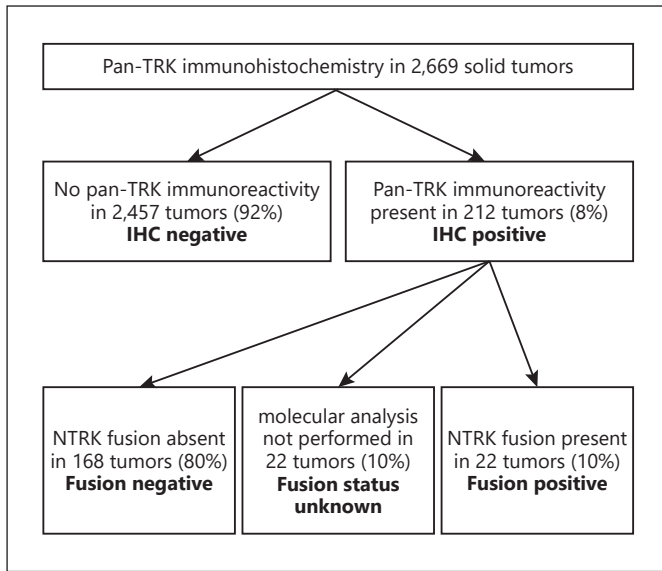 Pan-TRK immunohistochemistry in 2,669 solid tumors
No pan-TRK immunoreactivity
in 2,457 tumors (92%)
IHC negative
Pan-TRK immunoreactivity
present in 212 tumors (8%)
IHC positive
NTRK fusion absent
in 168 tumors (80%)
Fusion negative
molecular analysis
not performed in
22 tumors (10%)
Fusion status
unknown
NTRK fusion present
in 22 tumors (10%)
Fusion positive